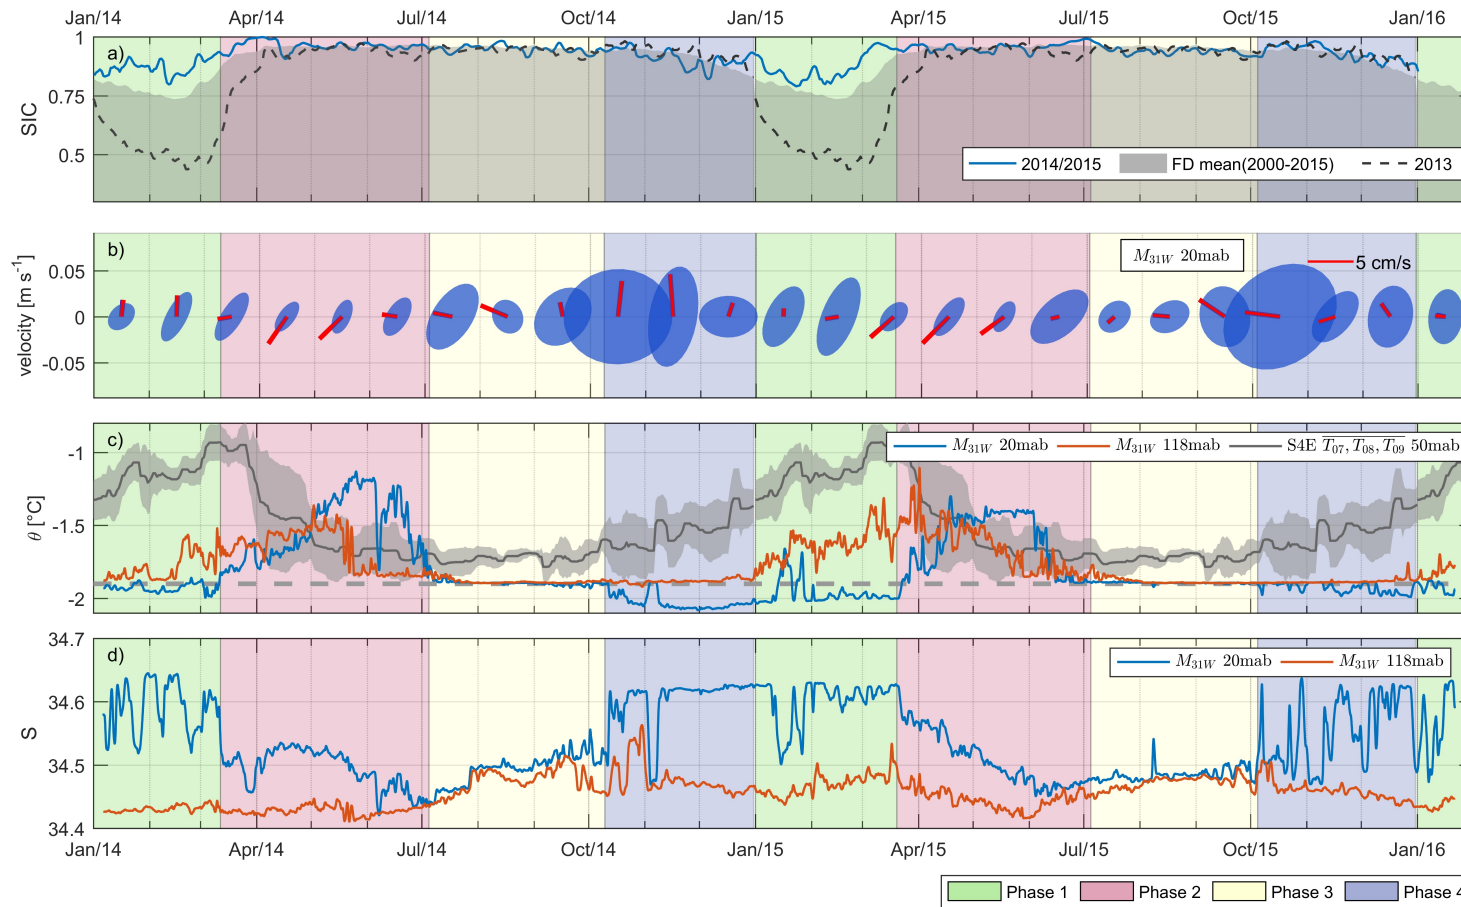 Jan/14 Apr/14 Jul/14 Oct/14 Jan/15 Apr/15 Jul/15 Oct/15 Jan/16
a)
1
0.75
0.5
SIC
2014/2015 FD mean(2000-2015) 2013
b)
M31W 20mab
5 cm/s
0.05
0
-0.05
velocity [m s-1]
c)
M31W 20mab M31W 118mab S4E T07, T08, T09 50mab
-1
-1.5
-2
θ [°C]
d)
M31W 20mab M31W 118mab
34.7
34.6
34.5
34.4
S
Jan/14 Apr/14 Jul/14 Oct/14 Jan/15 Apr/15 Jul/15 Oct/15 Jan/16
Phase 1 Phase 2 Phase 3 Phase 4